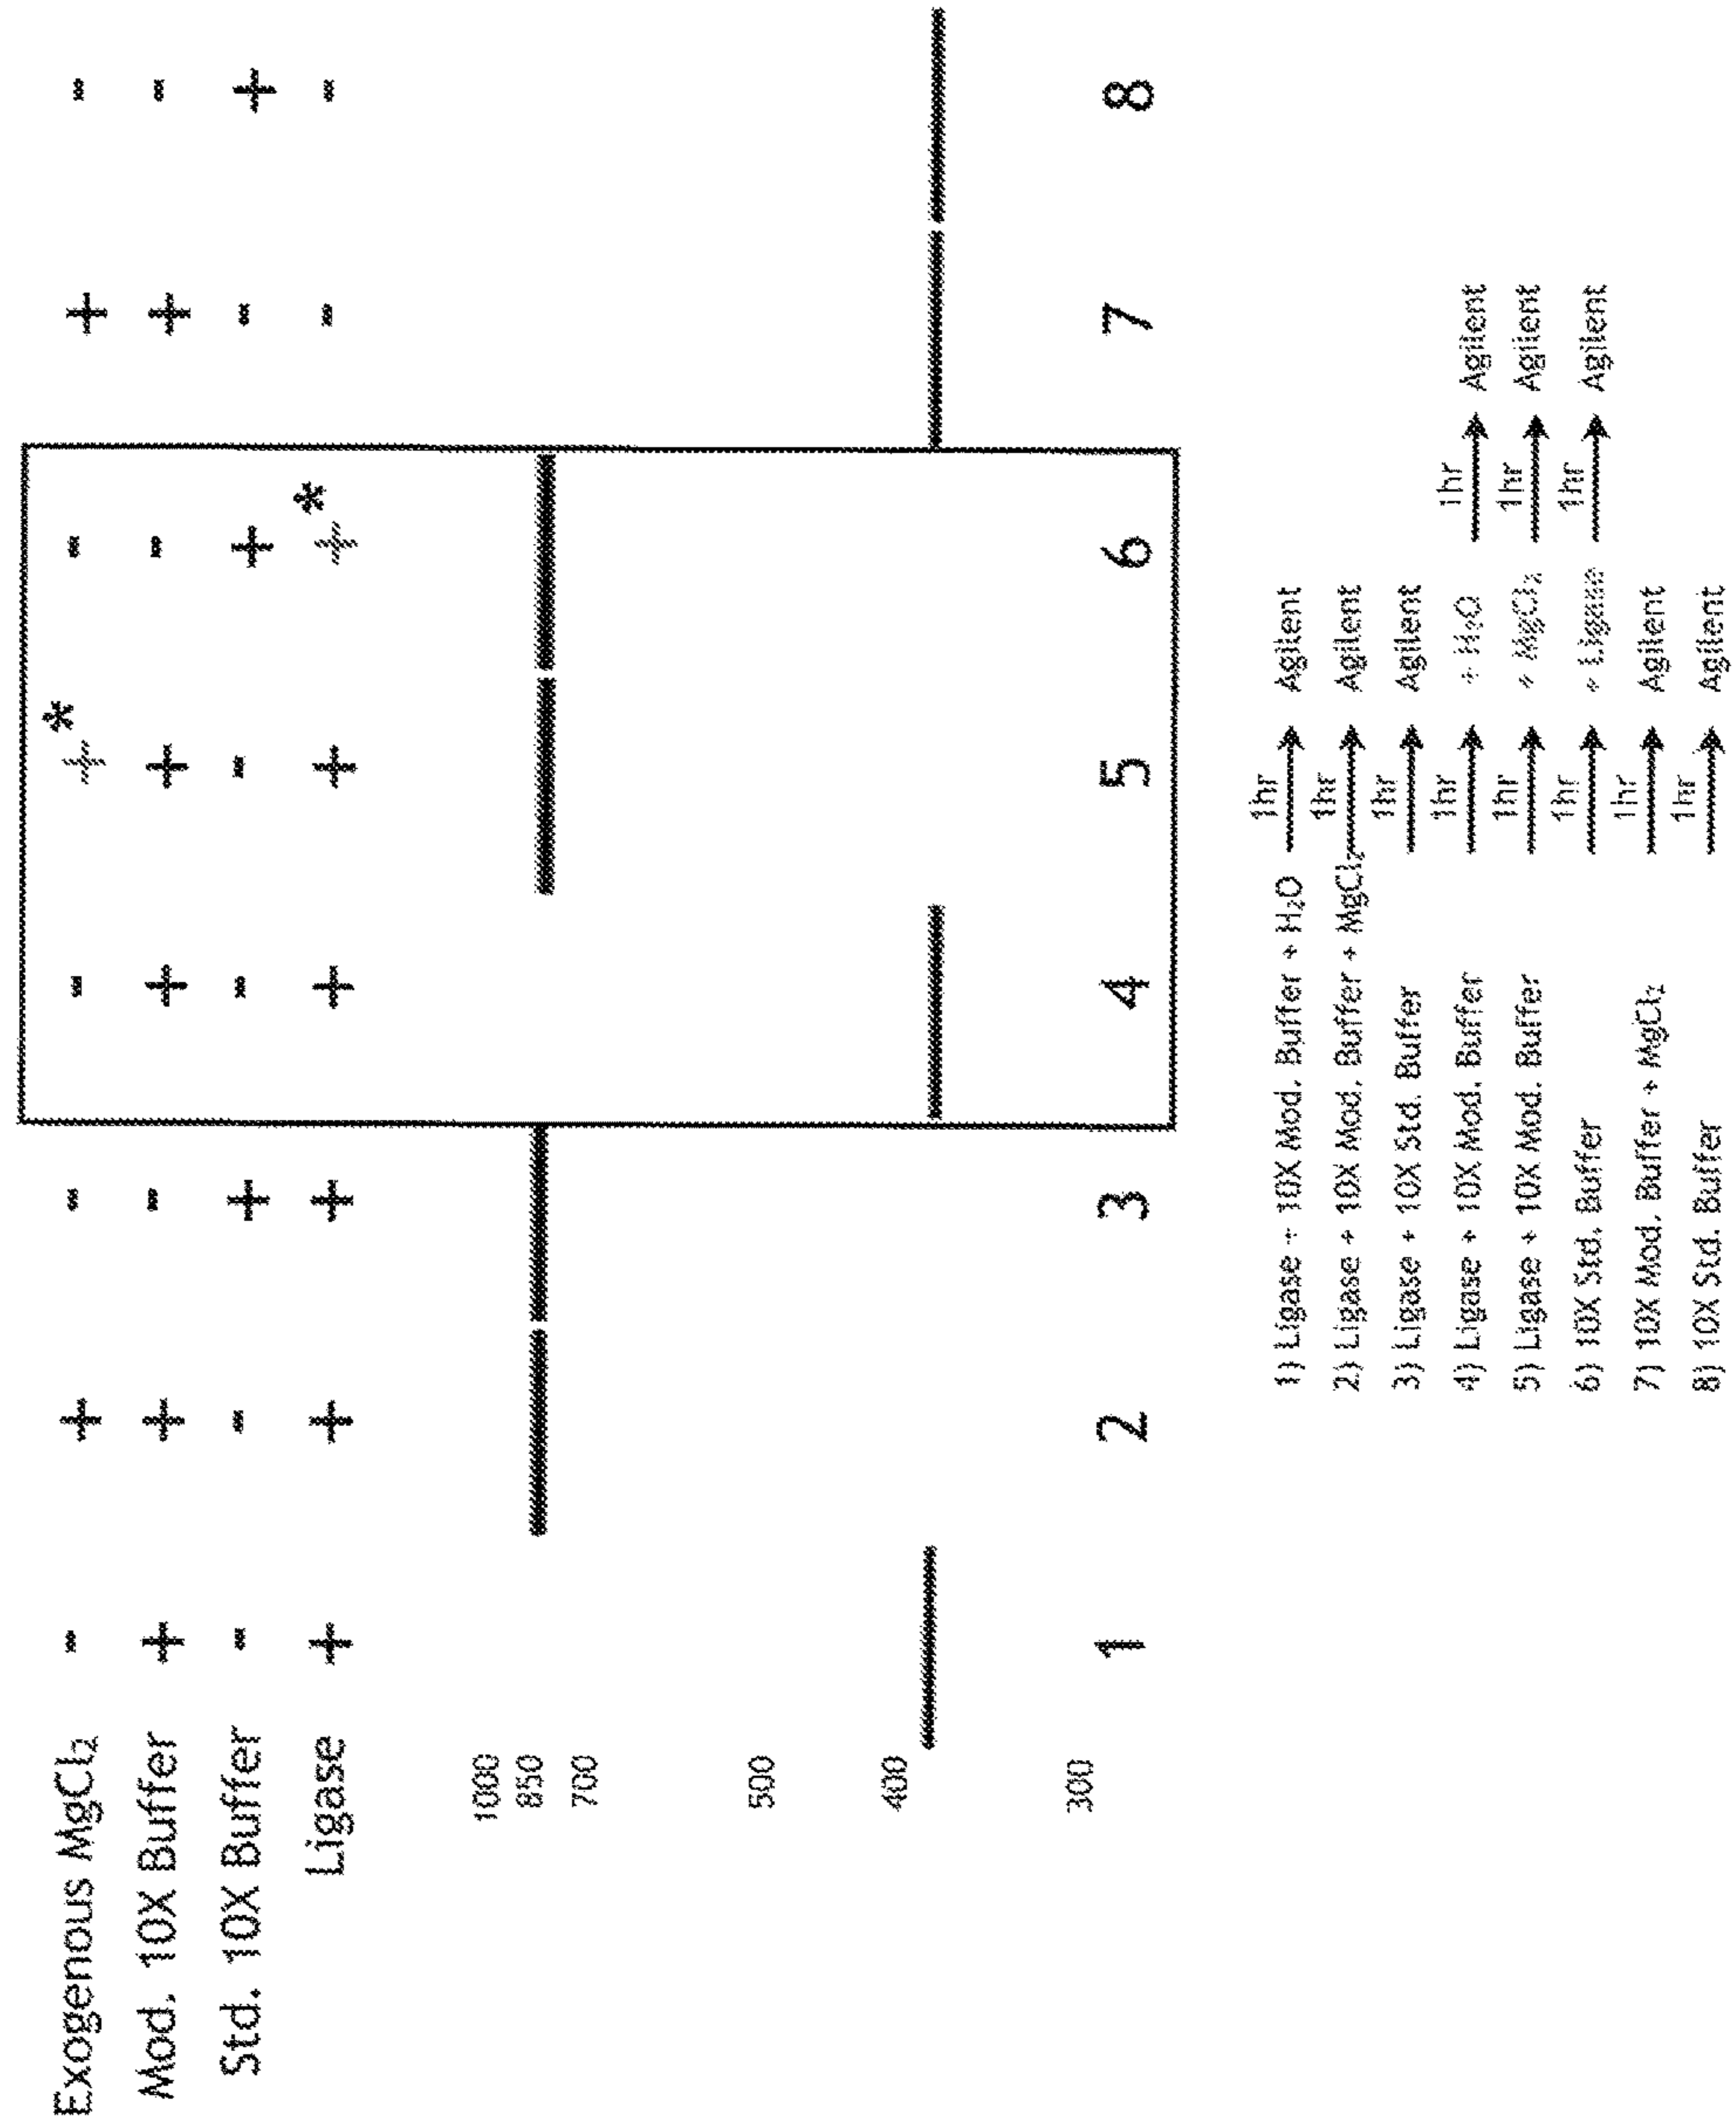 Exogenous MgCl₂ - + - - +* - + -
Mod. 10X Buffer + + - + + - + -
Std. 10X Buffer - - + - - + - +
Ligase + + + + + +* - -
1000
850
700
500
400
300
1 2 3 4 5 6 7 8
1) Ligase + 10X Mod. Buffer + H₂O 1hr Agilent
2) Ligase + 10X Mod. Buffer + MgCl₂ 1hr Agilent
3) Ligase + 10X Std. Buffer 1hr Agilent
4) Ligase + 10X Mod. Buffer 1hr + H₂O 1hr Agilent
5) Ligase + 10X Mod. Buffer 1hr + MgCl₂ 1hr Agilent
6) 10X Std. Buffer 1hr + Ligase 1hr Agilent
7) 10X Mod. Buffer + MgCl₂ 1hr Agilent
8) 10X Std. Buffer 1hr Agilent